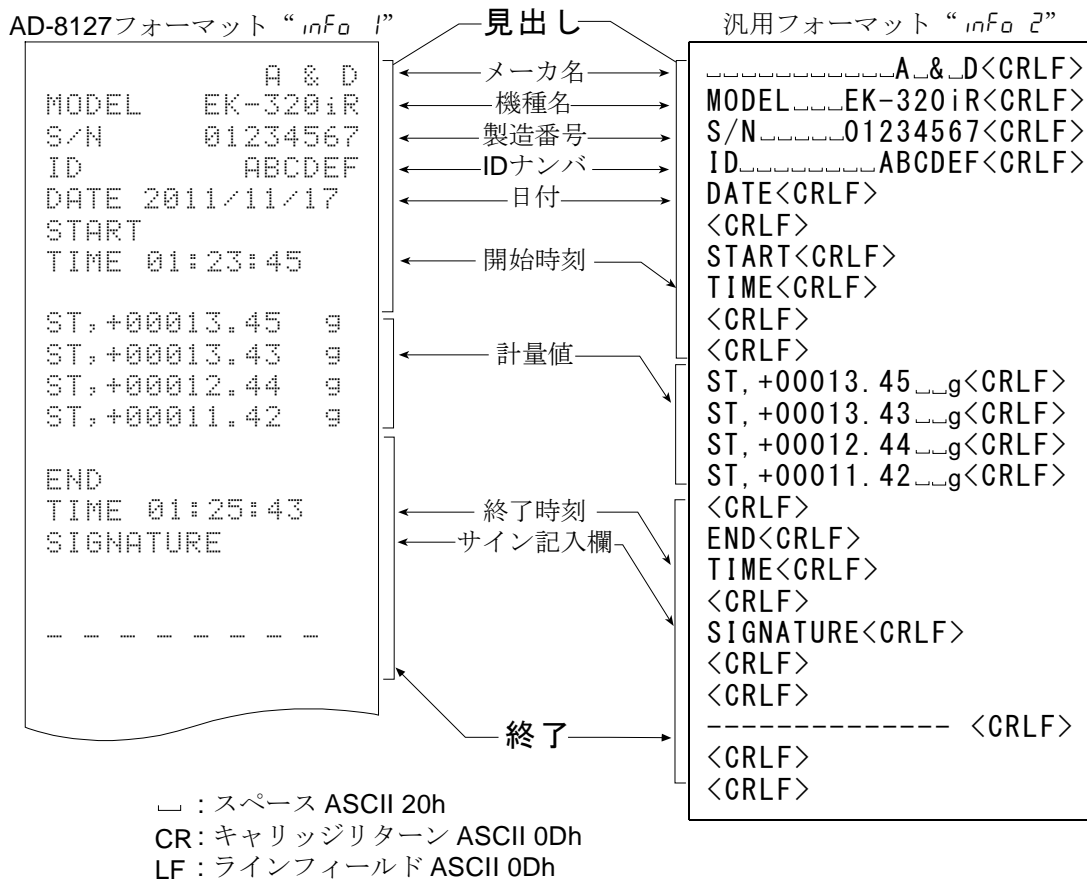 AD-8127フォーマット“ info 1”
A & D
MODEL EK-320iR
S/N 01234567
ID ABCDEF
DATE 2011/11/17
START
TIME 01:23:45
ST,+00013.45 g
ST,+00013.43 g
ST,+00012.44 g
ST,+00011.42 g
END
TIME 01:25:43
SIGNATURE
_ _ _ _ _ _ _ _
見出し
メーカ名
機種名
製造番号
IDナンバ
日付
開始時刻
計量値
終了時刻
サイン記入欄
終了
汎用フォーマット“ info 2”
␣␣␣␣␣␣␣␣␣␣␣A␣&␣D<CRLF>
MODEL␣␣␣EK-320iR<CRLF>
S/N␣␣␣␣␣01234567<CRLF>
ID␣␣␣␣␣␣␣␣ABCDEF<CRLF>
DATE<CRLF>
<CRLF>
START<CRLF>
TIME<CRLF>
<CRLF>
<CRLF>
ST,+00013.45␣␣g<CRLF>
ST,+00013.43␣␣g<CRLF>
ST,+00012.44␣␣g<CRLF>
ST,+00011.42␣␣g<CRLF>
<CRLF>
END<CRLF>
TIME<CRLF>
<CRLF>
SIGNATURE<CRLF>
<CRLF>
<CRLF>
-------------- <CRLF>
<CRLF>
<CRLF>
␣ : スペース ASCII 20h
CR : キャリッジリターン ASCII 0Dh
LF : ラインフィールド ASCII 0Dh